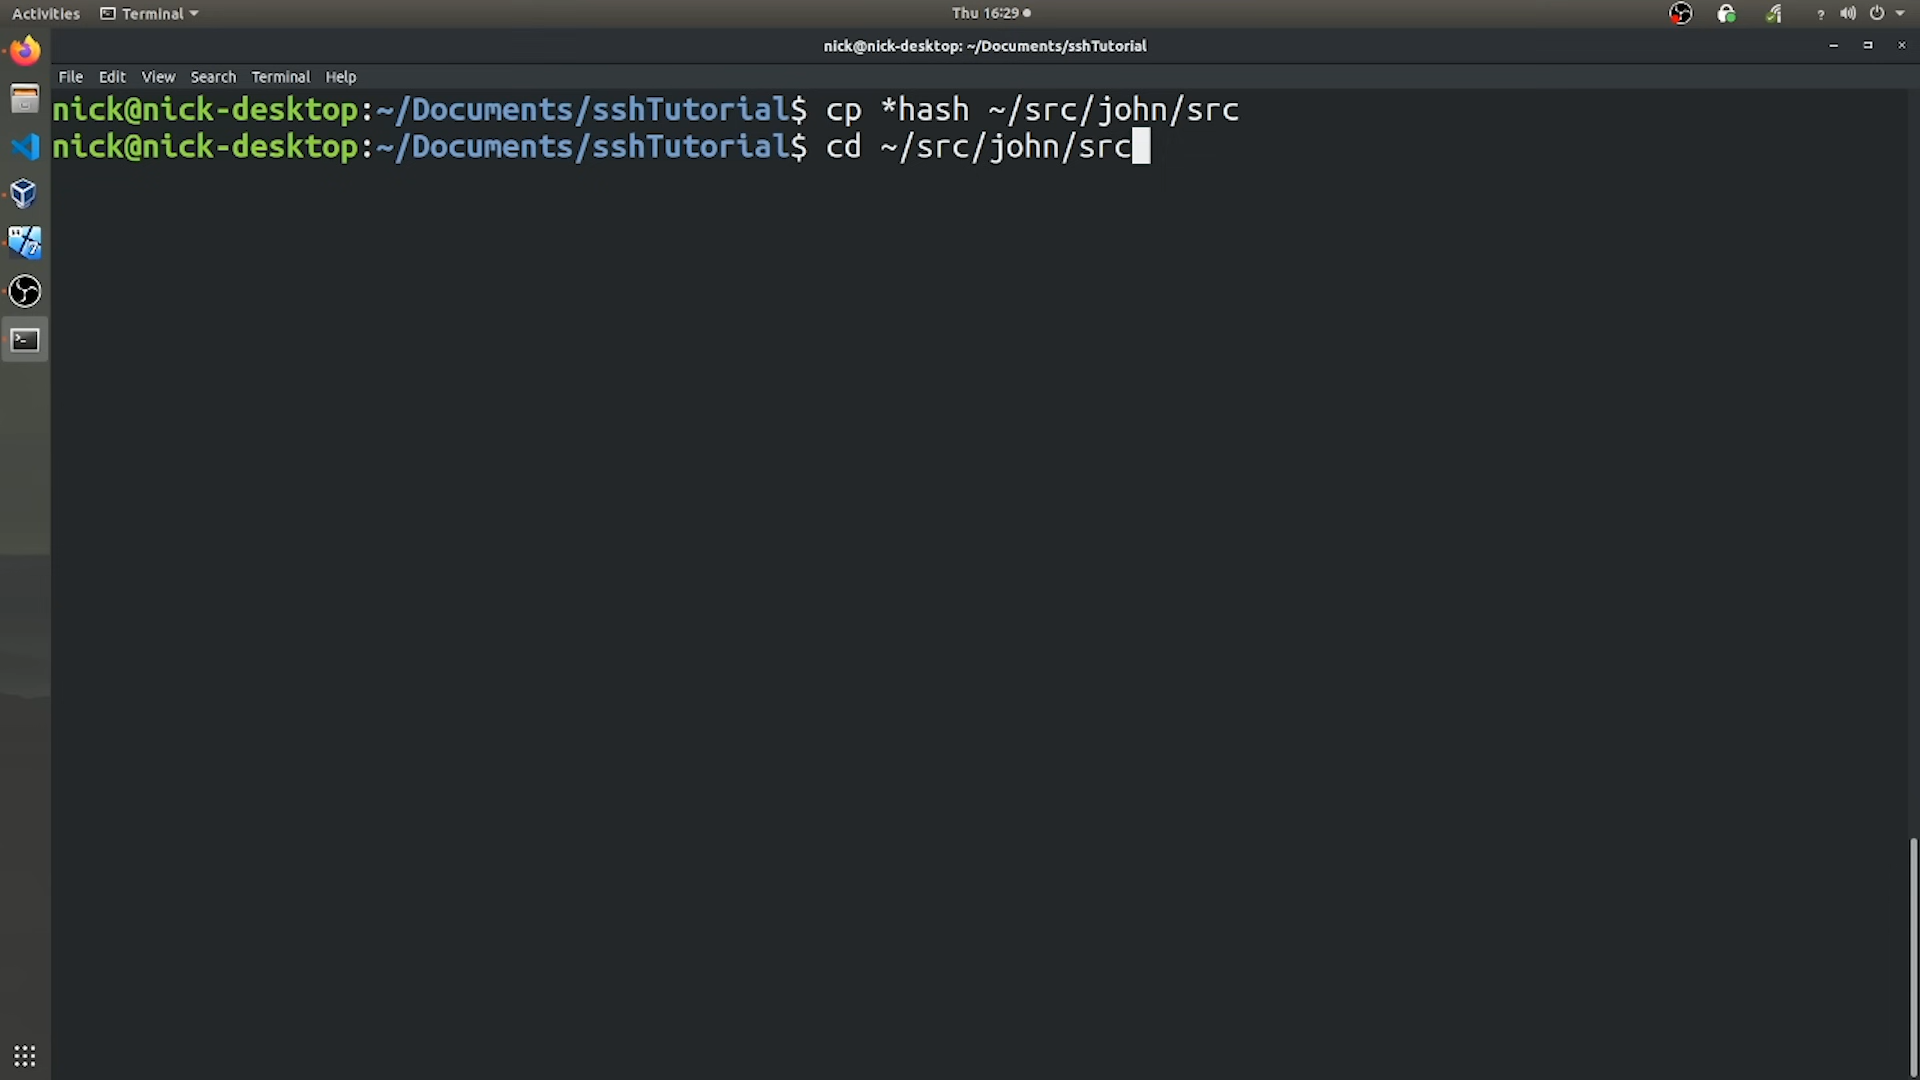 Activities Terminal Thu 16:29
nick@nick-desktop: ~/Documents/sshTutorial
File Edit View Search Terminal Help
nick@nick-desktop:~/Documents/sshTutorial$ cp *hash ~/src/john/src
nick@nick-desktop:~/Documents/sshTutorial$ cd ~/src/john/src